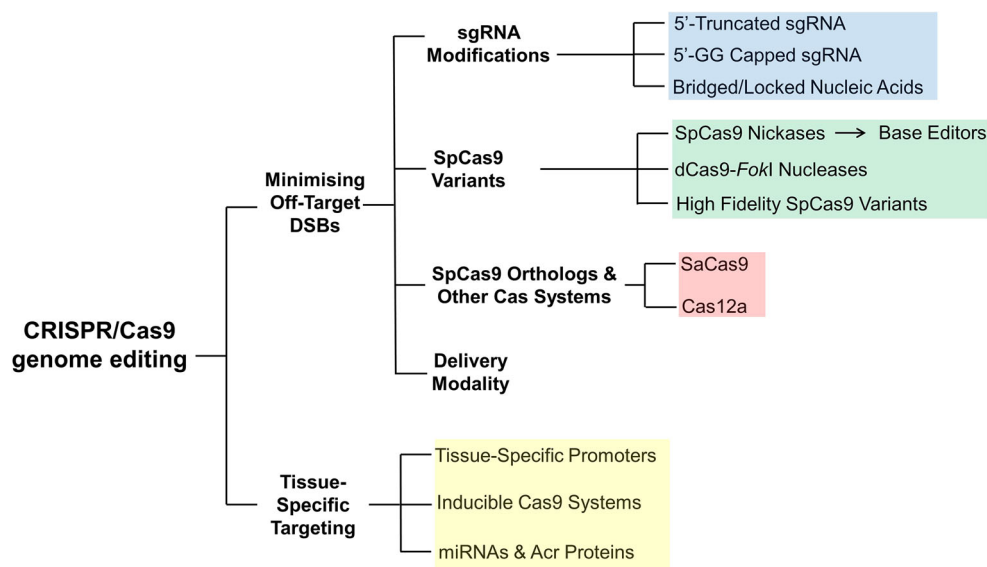 CRISPR/Cas9
genome editing
Minimising
Off-Target
DSBs
sgRNA
Modifications
5’-Truncated sgRNA
5’-GG Capped sgRNA
Bridged/Locked Nucleic Acids
SpCas9
Variants
SpCas9 Nickases → Base Editors
dCas9-FokI Nucleases
High Fidelity SpCas9 Variants
SpCas9 Orthologs &
Other Cas Systems
SaCas9
Cas12a
Delivery
Modality
Tissue-
Specific
Targeting
Tissue-Specific Promoters
Inducible Cas9 Systems
miRNAs & Acr Proteins